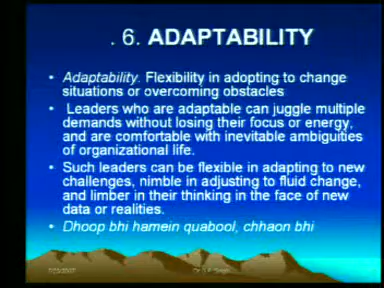 . 6. ADAPTABILITY
• Adaptability. Flexibility in adopting to change
situations or overcoming obstacles
• Leaders who are adaptable can juggle multiple
demands without losing their focus or energy,
and are comfortable with inevitable ambiguities
of organizational life.
• Such leaders can be flexible in adapting to new
challenges, nimble in adjusting to fluid change,
and limber in their thinking in the face of new
data or realities.
• Dhoop bhi hamein quabool, chhaon bhi